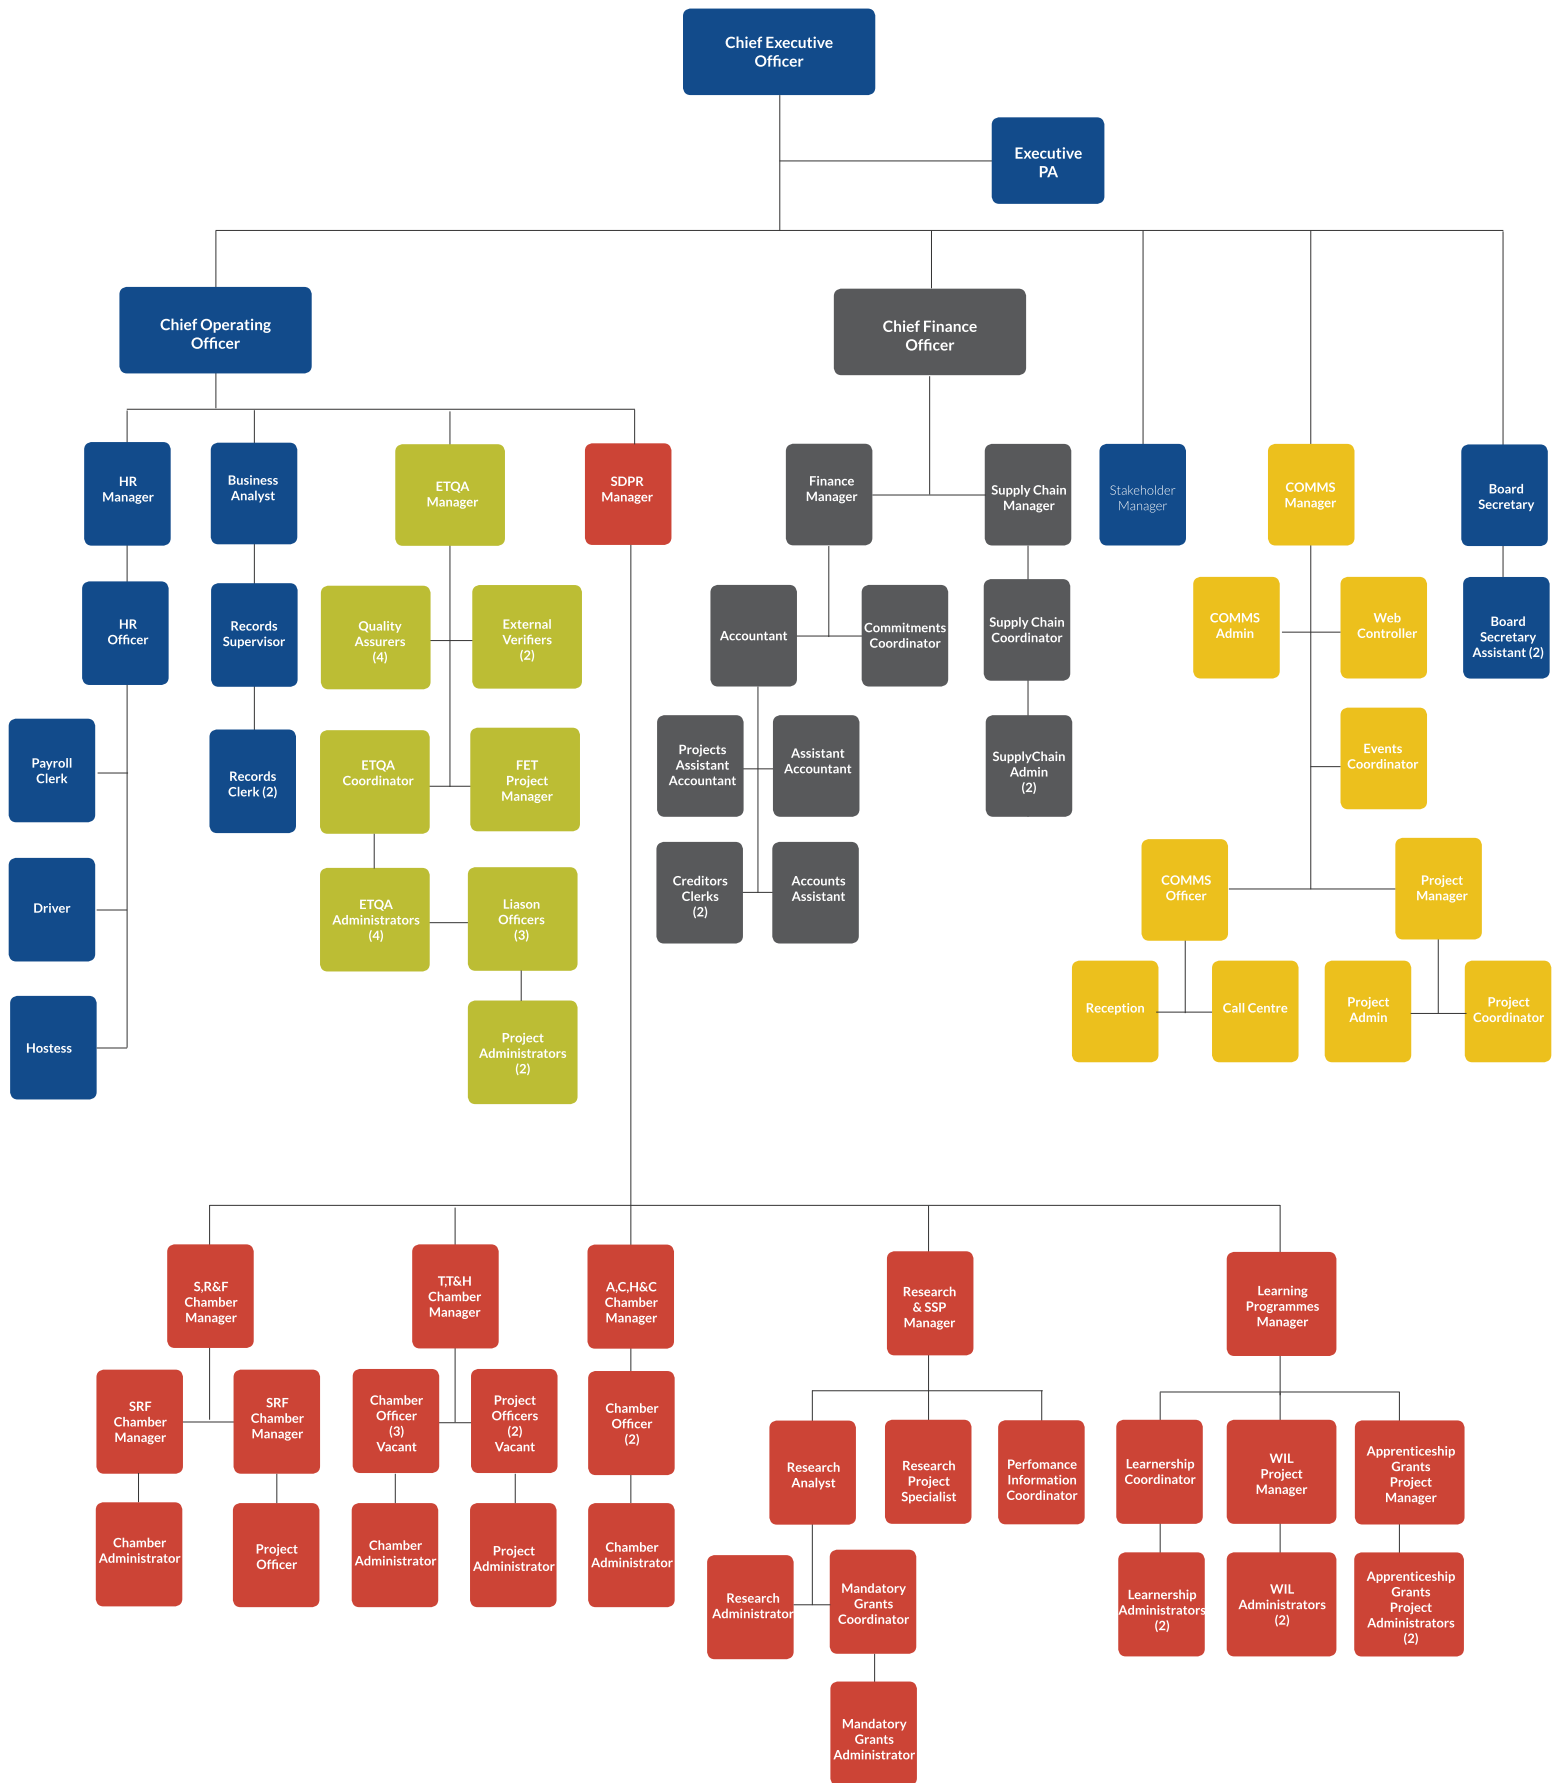 Chief Executive
Officer
Executive
PA
Chief Operating
Officer
Chief Finance
Officer
HR
Manager
Business
Analyst
ETQA
Manager
SDPR
Manager
Finance
Manager
Supply Chain
Manager
Stakeholder
Manager
COMMS
Manager
Board
Secretary
HR
Officer
Records
Supervisor
Quality
Assurers
(4)
External
Verifiers
(2)
Accountant
Commitments
Coordinator
Supply Chain
Coordinator
COMMS
Admin
Web
Controller
Board
Secretary
Assistant (2)
Payroll
Clerk
Records
Clerk (2)
ETQA
Coordinator
FET
Project
Manager
Projects
Assistant
Accountant
Assistant
Accountant
SupplyChain
Admin
(2)
Events
Coordinator
Driver
ETQA
Administrators
(4)
Liason
Officers
(3)
Creditors
Clerks
(2)
Accounts
Assistant
COMMS
Officer
Project
Manager
Hostess
Project
Administrators
(2)
Reception
Call Centre
Project
Admin
Project
Coordinator
S,R&F
Chamber
Manager
T,T&H
Chamber
Manager
A,C,H&C
Chamber
Manager
Research
& SSP
Manager
Learning
Programmes
Manager
SRF
Chamber
Manager
SRF
Chamber
Manager
Chamber
Officer
(3)
Vacant
Project
Officers
(2)
Vacant
Chamber
Officer
(2)
Research
Analyst
Research
Project
Specialist
Perfomance
Information
Coordinator
Learnership
Coordinator
WIL
Project
Manager
Apprenticeship
Grants
Project
Manager
Chamber
Administrator
Project
Officer
Chamber
Administrator
Project
Administrator
Chamber
Administrator
Research
Administrator
Mandatory
Grants
Coordinator
Learnership
Administrators
(2)
WIL
Administrators
(2)
Apprenticeship
Grants
Project
Administrators
(2)
Mandatory
Grants
Administrator